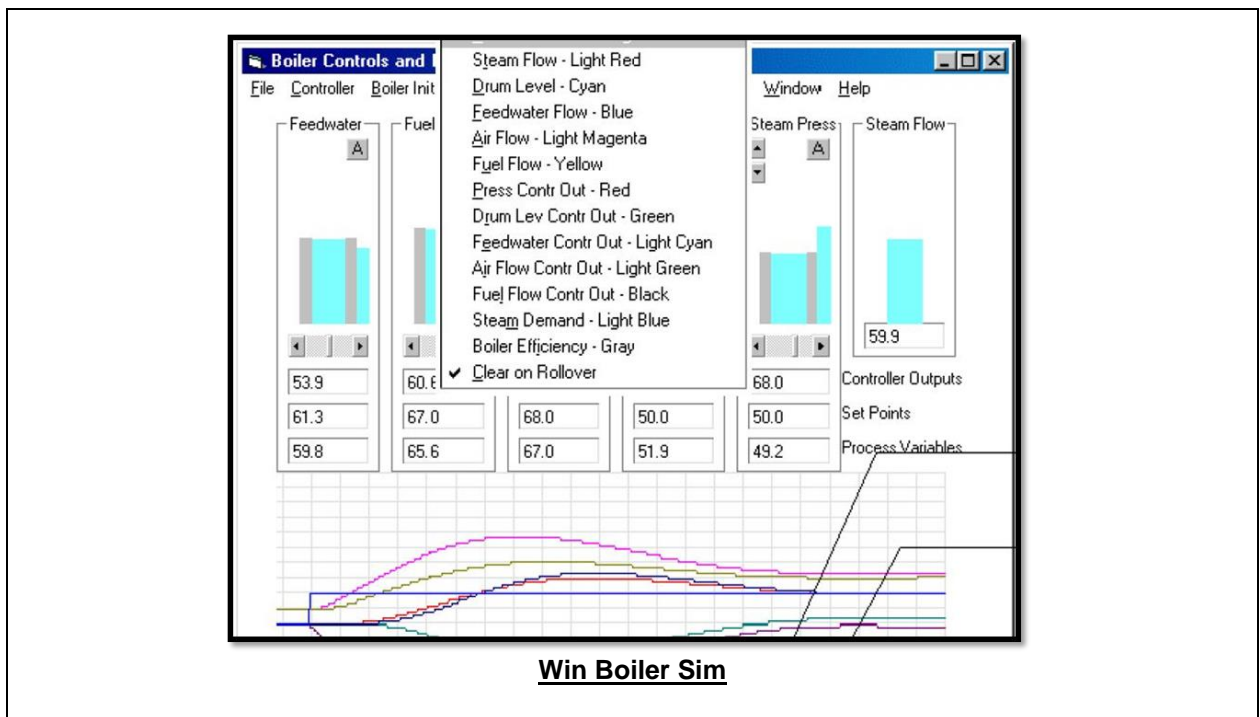 Boiler Controls and
File Controller Boiler Init Window Help
Steam Flow - Light Red
Drum Level - Cyan
Feedwater Flow - Blue
Air Flow - Light Magenta
Fuel Flow - Yellow
Press Contr Out - Red
Drum Lev Contr Out - Green
Feedwater Contr Out - Light Cyan
Air Flow Contr Out - Light Green
Fuel Flow Contr Out - Black
Steam Demand - Light Blue
Boiler Efficiency - Gray
✔ Clear on Rollover
Feedwater Fuel Steam Press Steam Flow
A A
59.9
53.9 60.6 68.0 Controller Outputs
61.3 67.0 68.0 50.0 50.0 Set Points
59.8 65.6 67.0 51.9 49.2 Process Variables
Win Boiler Sim